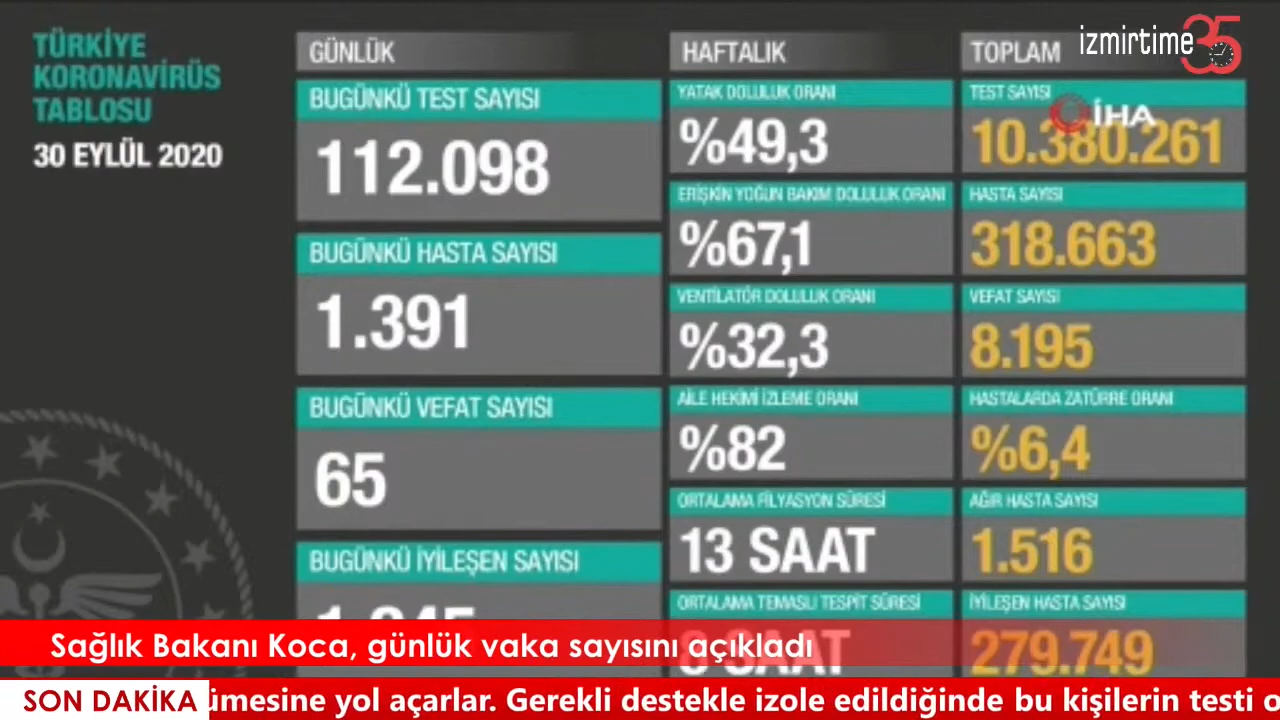 TÜRKİYE
KORONAVİRÜS
TABLOSU
30 EYLÜL 2020
GÜNLÜK
BUGÜNKÜ TEST SAYISI
112.098
BUGÜNKÜ HASTA SAYISI
1.391
BUGÜNKÜ VEFAT SAYISI
65
BUGÜNKÜ İYİLEŞEN SAYISI
HAFTALIK
YATAK DOLULUK ORANI
%49,3
ERİŞKİN YOĞUN BAKIM DOLULUK ORANI
%67,1
VENTİLATÖR DOLULUK ORANI
%32,3
AİLE HEKİMİ İZLEME ORANI
%82
ORTALAMA FİLYASYON SÜRESİ
13 SAAT
ORTALAMA TEMASLI TESPİT SÜRESİ
8 SAAT
TOPLAM
izmirtime35
TEST SAYISI
İHA
10.380.261
HASTA SAYISI
318.663
VEFAT SAYISI
8.195
HASTALARDA ZATÜRRE ORANI
%6,4
AĞIR HASTA SAYISI
1.516
İYİLEŞEN HASTA SAYISI
279.749
Sağlık Bakanı Koca, günlük vaka sayısını açıkladı
SON DAKİKA
ümesine yol açarlar. Gerekli destekle izole edildiğinde bu kişilerin testi o